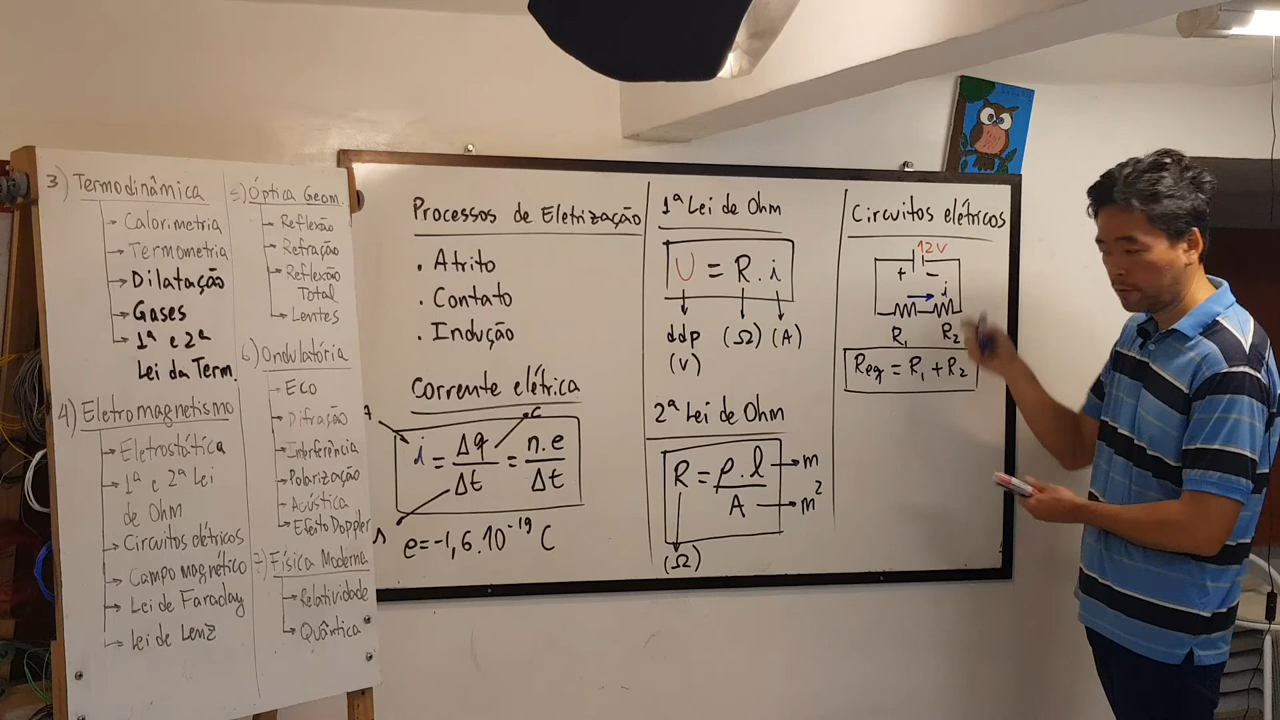 3) Termodinâmica
→ Calorimetria
→ Termometria
→ Dilatação
→ Gases
→ 1ª e 2ª
Lei da Term.
4) Eletromagnetismo
→ Eletrostática
→ 1ª e 2ª Lei
de Ohm
→ Circuitos elétricos
→ Campo magnético
→ Lei de Faraday
→ Lei de Lenz
5) Óptica Geom.
→ Reflexão
→ Refração
→ Reflexão
Total
→ Lentes
6) Ondulatória
→ Eco
→ Difração
→ Interferência
→ Polarização
→ Acústica
→ Efeito Doppler
7) Física Moderna
→ Relatividade
→ Quântica
Processos de Eletrização
. Atrito
. Contato
. Indução
Corrente elétrica
C
i = Δq/Δt = n.e/Δt
s
e=-1,6.10⁻¹⁹ C
1ª Lei de Ohm
U = R.i
ddp (Ω) (A)
(V)
2ª Lei de Ohm
R = ρ.l/A
→ m
→ m²
(Ω)
Circuitos elétricos
12V
+ −
i
R₁ R₂
Req = R₁ + R₂